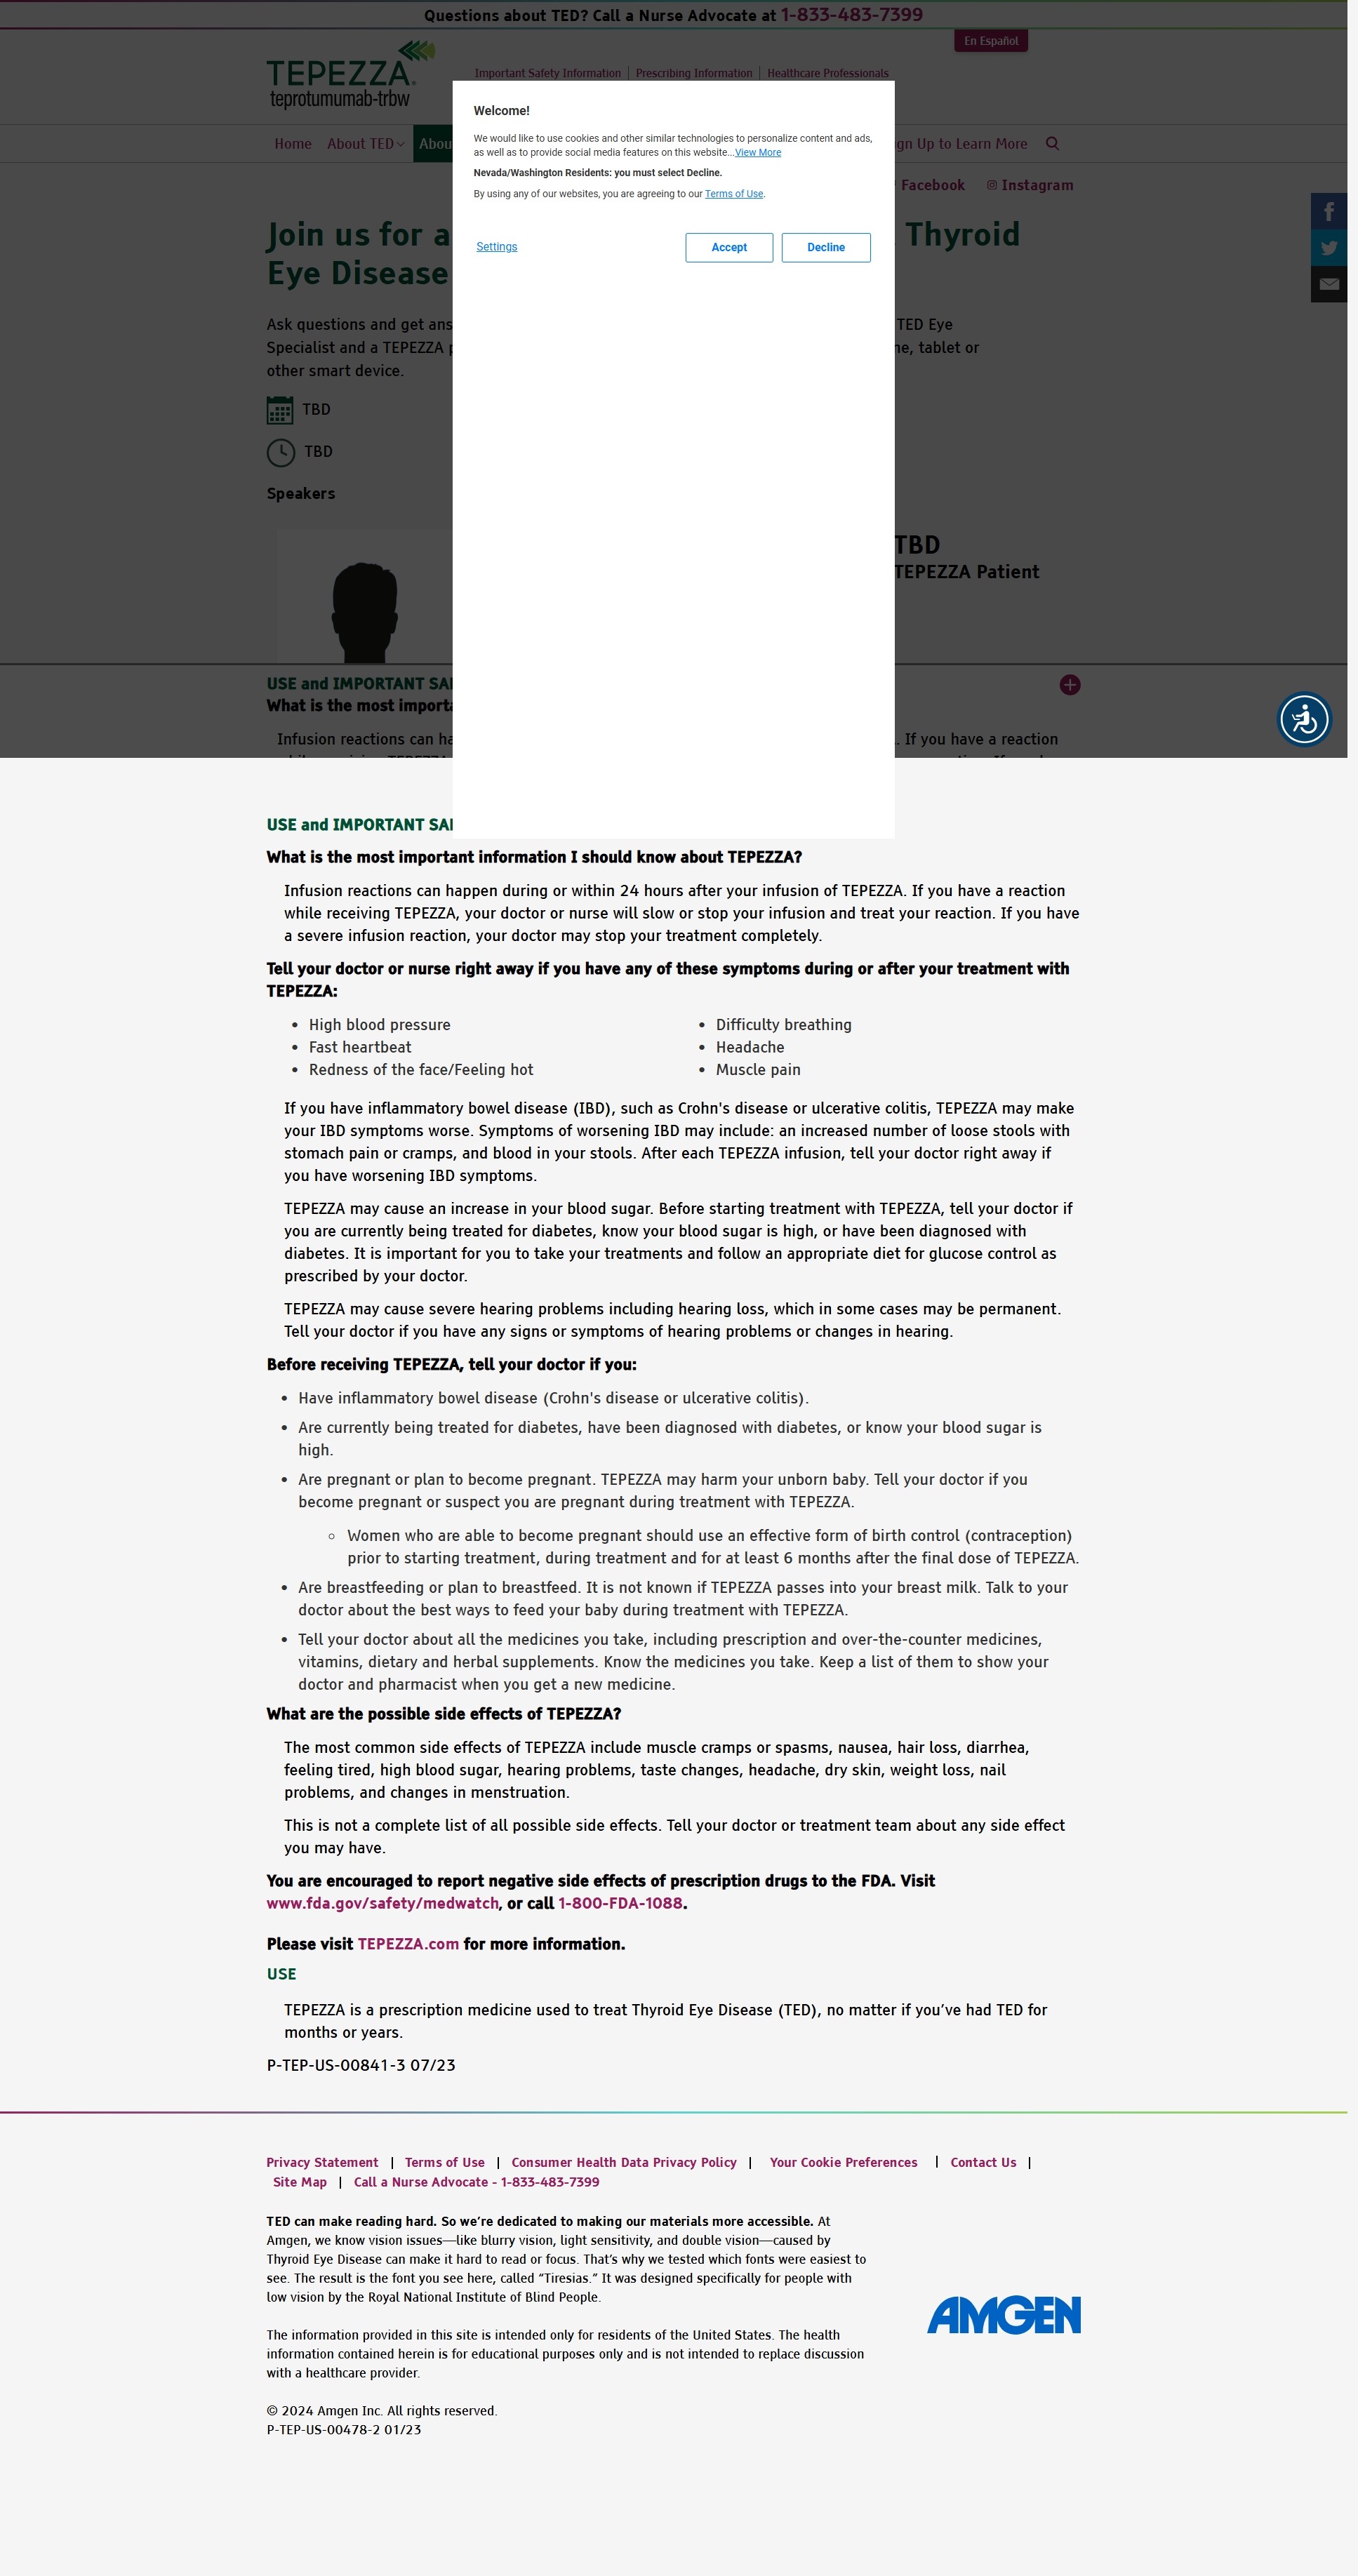 Questions about TED? Call a Nurse Advocate at 1-833-483-7399
En Español
TEPEZZA
teprotumumab-trbw
Important Safety Information | Prescribing Information | Healthcare Professionals
Home About TED Abou gn Up to Learn More
Facebook Instagram
Join us for a Thyroid
Eye Disease
Ask questions and get ans TED Eye
Specialist and a TEPEZZA ne, tablet or
other smart device.
TBD
TBD
Speakers
TBD
TEPEZZA Patient
Welcome!
We would like to use cookies and other similar technologies to personalize content and ads,
as well as to provide social media features on this website...View More
Nevada/Washington Residents: you must select Decline.
By using any of our websites, you are agreeing to our Terms of Use.
Settings Accept Decline
USE and IMPORTANT SA
What is the most import
Infusion reactions can ha . If you have a reaction
USE and IMPORTANT SA
What is the most important information I should know about TEPEZZA?
Infusion reactions can happen during or within 24 hours after your infusion of TEPEZZA. If you have a reaction
while receiving TEPEZZA, your doctor or nurse will slow or stop your infusion and treat your reaction. If you have
a severe infusion reaction, your doctor may stop your treatment completely.
Tell your doctor or nurse right away if you have any of these symptoms during or after your treatment with
TEPEZZA:
• High blood pressure
• Fast heartbeat
• Redness of the face/Feeling hot
• Difficulty breathing
• Headache
• Muscle pain
If you have inflammatory bowel disease (IBD), such as Crohn's disease or ulcerative colitis, TEPEZZA may make
your IBD symptoms worse. Symptoms of worsening IBD may include: an increased number of loose stools with
stomach pain or cramps, and blood in your stools. After each TEPEZZA infusion, tell your doctor right away if
you have worsening IBD symptoms.
TEPEZZA may cause an increase in your blood sugar. Before starting treatment with TEPEZZA, tell your doctor if
you are currently being treated for diabetes, know your blood sugar is high, or have been diagnosed with
diabetes. It is important for you to take your treatments and follow an appropriate diet for glucose control as
prescribed by your doctor.
TEPEZZA may cause severe hearing problems including hearing loss, which in some cases may be permanent.
Tell your doctor if you have any signs or symptoms of hearing problems or changes in hearing.
Before receiving TEPEZZA, tell your doctor if you:
• Have inflammatory bowel disease (Crohn's disease or ulcerative colitis).
• Are currently being treated for diabetes, have been diagnosed with diabetes, or know your blood sugar is
high.
• Are pregnant or plan to become pregnant. TEPEZZA may harm your unborn baby. Tell your doctor if you
become pregnant or suspect you are pregnant during treatment with TEPEZZA.
○ Women who are able to become pregnant should use an effective form of birth control (contraception)
prior to starting treatment, during treatment and for at least 6 months after the final dose of TEPEZZA.
• Are breastfeeding or plan to breastfeed. It is not known if TEPEZZA passes into your breast milk. Talk to your
doctor about the best ways to feed your baby during treatment with TEPEZZA.
• Tell your doctor about all the medicines you take, including prescription and over-the-counter medicines,
vitamins, dietary and herbal supplements. Know the medicines you take. Keep a list of them to show your
doctor and pharmacist when you get a new medicine.
What are the possible side effects of TEPEZZA?
The most common side effects of TEPEZZA include muscle cramps or spasms, nausea, hair loss, diarrhea,
feeling tired, high blood sugar, hearing problems, taste changes, headache, dry skin, weight loss, nail
problems, and changes in menstruation.
This is not a complete list of all possible side effects. Tell your doctor or treatment team about any side effect
you may have.
You are encouraged to report negative side effects of prescription drugs to the FDA. Visit
www.fda.gov/safety/medwatch, or call 1-800-FDA-1088.
Please visit TEPEZZA.com for more information.
USE
TEPEZZA is a prescription medicine used to treat Thyroid Eye Disease (TED), no matter if you’ve had TED for
months or years.
P-TEP-US-00841-3 07/23
Privacy Statement | Terms of Use | Consumer Health Data Privacy Policy | Your Cookie Preferences | Contact Us |
Site Map | Call a Nurse Advocate - 1-833-483-7399
TED can make reading hard. So we’re dedicated to making our materials more accessible. At
Amgen, we know vision issues—like blurry vision, light sensitivity, and double vision—caused by
Thyroid Eye Disease can make it hard to read or focus. That’s why we tested which fonts were easiest to
see. The result is the font you see here, called “Tiresias.” It was designed specifically for people with
low vision by the Royal National Institute of Blind People.
AMGEN
The information provided in this site is intended only for residents of the United States. The health
information contained herein is for educational purposes only and is not intended to replace discussion
with a healthcare provider.
© 2024 Amgen Inc. All rights reserved.
P-TEP-US-00478-2 01/23